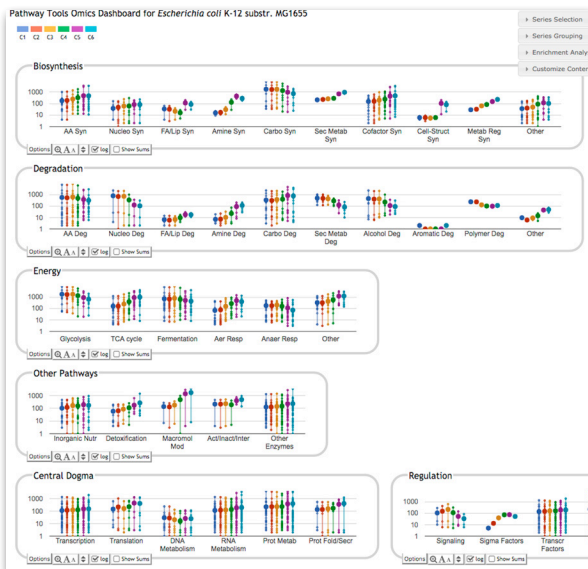 Pathway Tools Omics Dashboard for Escherichia coli K-12 substr. MG1655
C1 C2 C3 C4 C5 C6
Series Selection
Series Grouping
Enrichment Analy
Customize Conter
Biosynthesis
1000
100
10
1
AA Syn Nucleo Syn FA/Lip Syn Amine Syn Carbo Syn Sec Metab Syn Cofactor Syn Cell-Struct Syn Metab Reg Syn Other
Options A A log Show Sums
Degradation
1000
100
10
1
AA Deg Nucleo Deg FA/Lip Deg Amine Deg Carbo Deg Sec Metab Deg Alcohol Deg Aromatic Deg Polymer Deg Other
Options A A log Show Sums
Energy
1000
100
10
1
Glycolysis TCA cycle Fermentation Aer Resp Anaer Resp Other
Options A A log Show Sums
Other Pathways
1000
100
10
1
Inorganic Nutr Detoxification Macromol Mod Act/Inact/Inter Other Enzymes
Options A A log Show Sums
Central Dogma
1000
100
10
1
Transcription Translation DNA Metabolism RNA Metabolism Prot Metab Prot Fold/Secr
Options A A log Show Sums
Regulation
1000
100
10
1
Signaling Sigma Factors Transcr Factors
Options A A log Show Sums